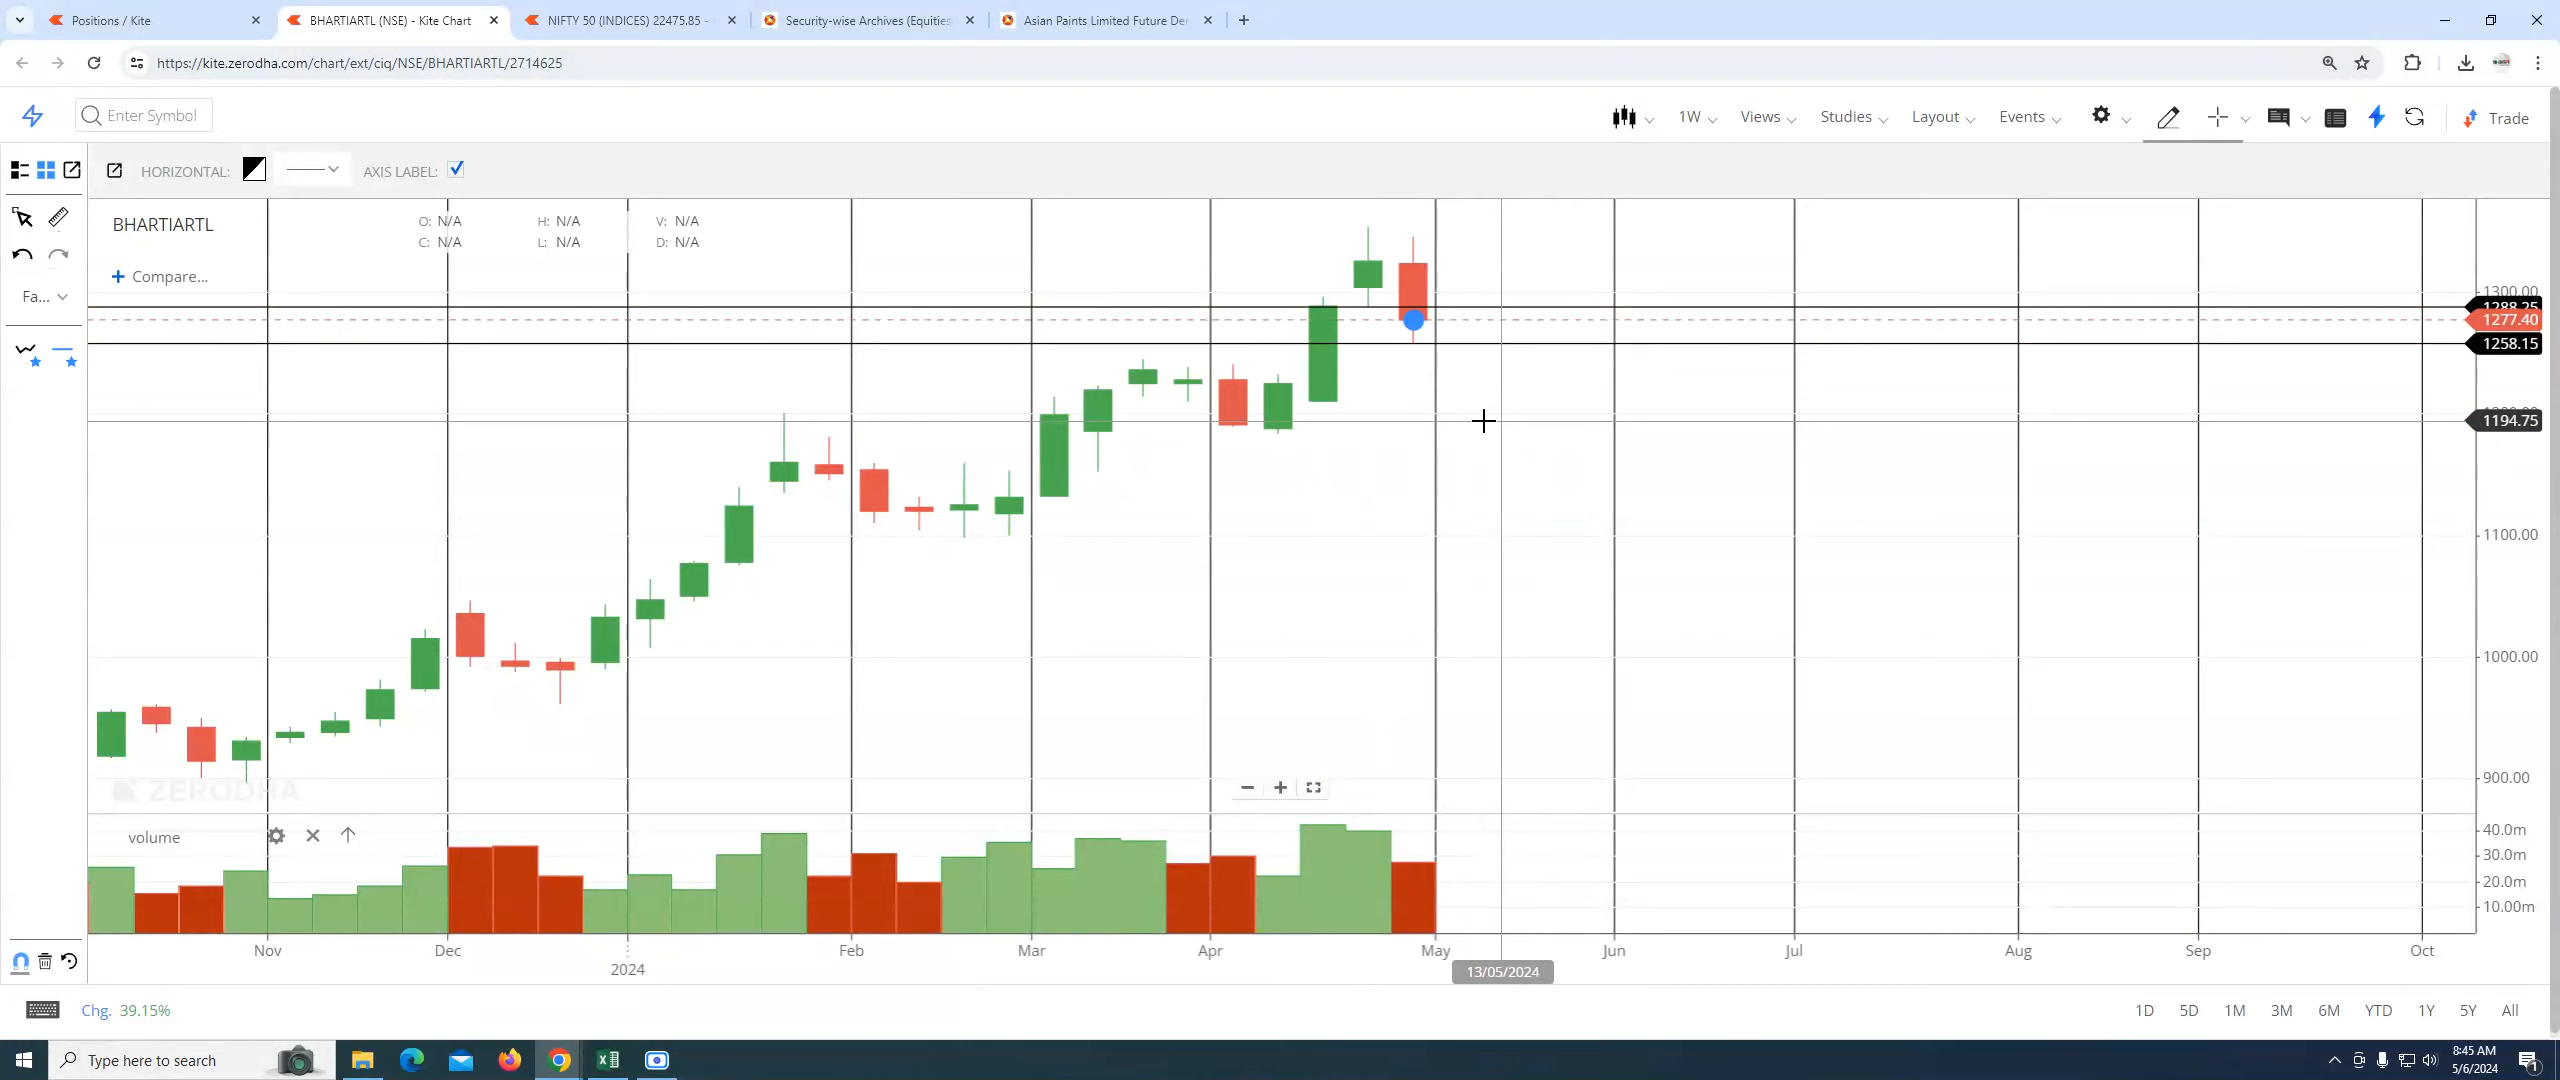 Positions / Kite
BHARTIARTL (NSE) - Kite Chart
NIFTY 50 (INDICES) 22475.85 -
Security-wise Archives (Equities
Asian Paints Limited Future Der
https://kite.zerodha.com/chart/ext/ciq/NSE/BHARTIARTL/2714625
Enter Symbol
1W
Views
Studies
Layout
Events
Trade
HORIZONTAL:
AXIS LABEL:
BHARTIARTL
O: N/A H: N/A V: N/A
C: N/A L: N/A D: N/A
+ Compare...
Fa...
1300.00
1288.25
1277.40
1258.15
1194.75
1100.00
1000.00
900.00
ZERODHA
volume
40.0m
30.0m
20.0m
10.00m
Nov Dec Feb Mar Apr May Jun Jul Aug Sep Oct
2024
13/05/2024
Chg. 39.15%
1D 5D 1M 3M 6M YTD 1Y 5Y All
Type here to search
8:45 AM
5/6/2024
1